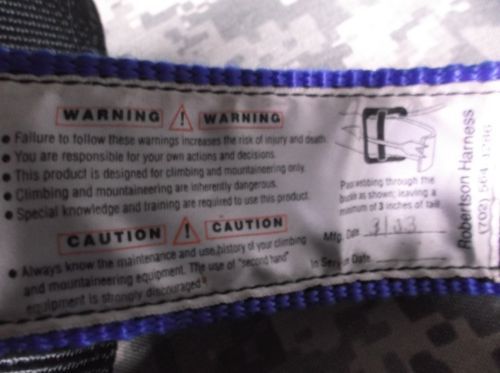 WARNING WARNING
• Failure to follow these warnings increases the risk of injury and death.
• You are responsible for your own actions and decisions.
• This product is designed for climbing and mountaineering only.
• Climbing and mountaineering are inherently dangerous.
• Special knowledge and training are required to use this product.
CAUTION CAUTION
• Always know the maintenance and use, history of your climbing
and mountaineering equipment. The use of "second hand"
equipment is strongly discouraged
Pass webbing through the
buckle as shown; leaving a
minimum of 3 inches of tail.
Mfg. Date
In Service Date
Robertson Harness
(702) 564